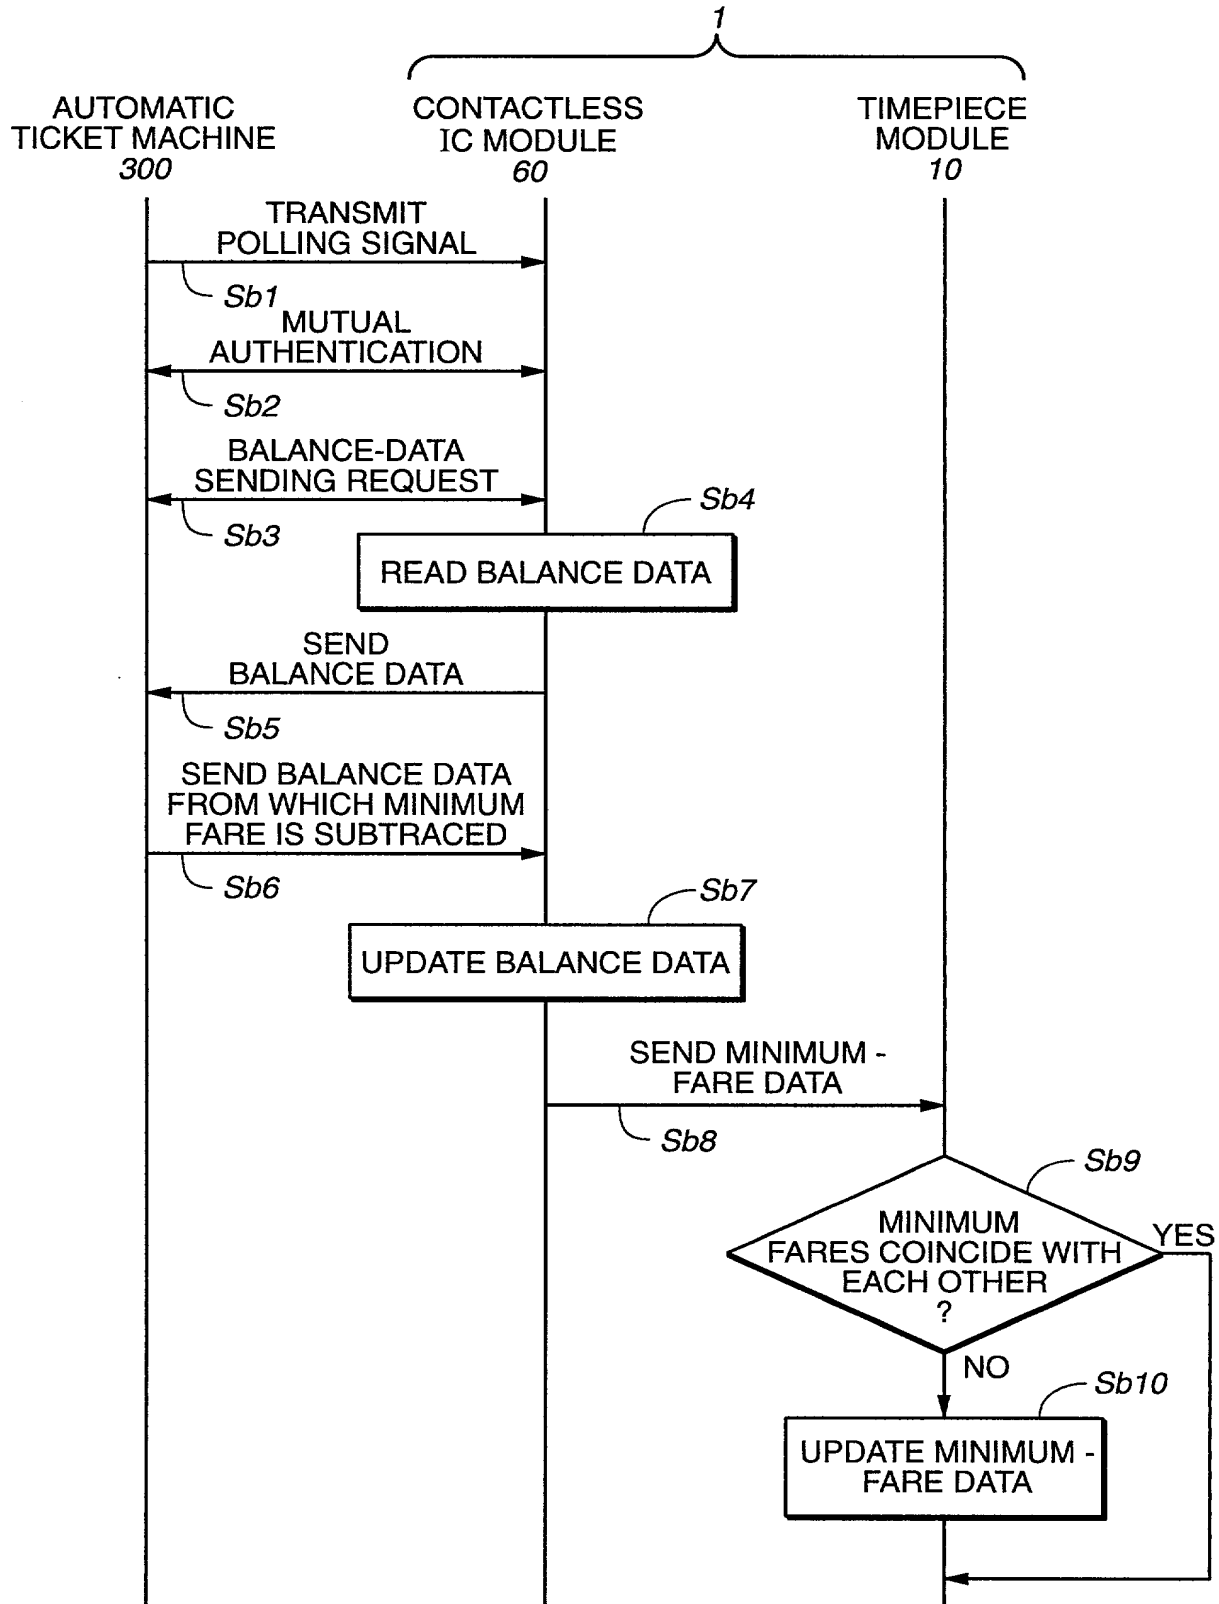 1
AUTOMATIC
TICKET MACHINE
300
CONTACTLESS
IC MODULE
60
TIMEPIECE
MODULE
10
TRANSMIT
POLLING SIGNAL
Sb1
MUTUAL
AUTHENTICATION
Sb2
BALANCE-DATA
SENDING REQUEST
Sb3
Sb4
READ BALANCE DATA
SEND
BALANCE DATA
Sb5
SEND BALANCE DATA
FROM WHICH MINIMUM
FARE IS SUBTRACED
Sb6
Sb7
UPDATE BALANCE DATA
SEND MINIMUM -
FARE DATA
Sb8
Sb9
MINIMUM
FARES COINCIDE WITH
EACH OTHER
?
YES
NO
Sb10
UPDATE MINIMUM -
FARE DATA